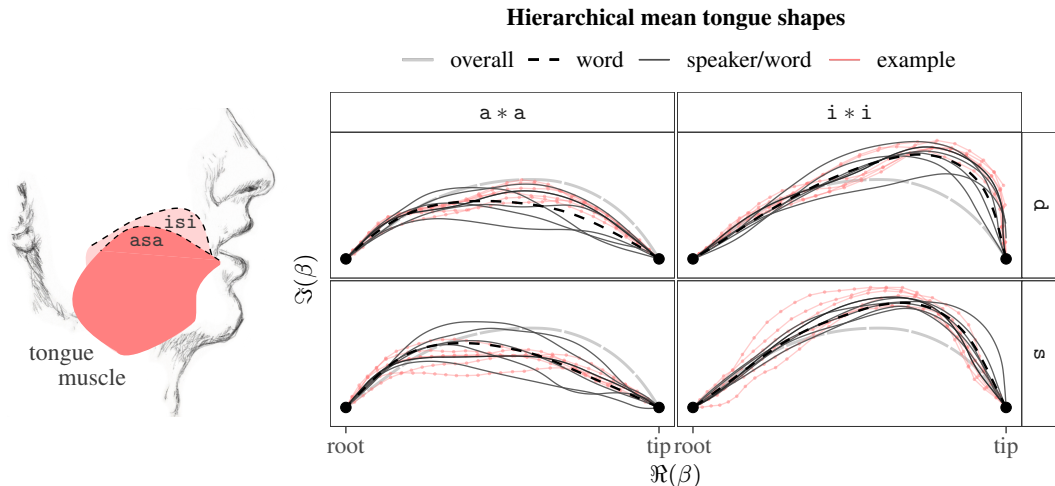 Hierarchical mean tongue shapes
overall word speaker/word example
a * a i * i
d
s
isi
asa
tongue
muscle
ℑ(β)
root tip root tip
ℜ(β)